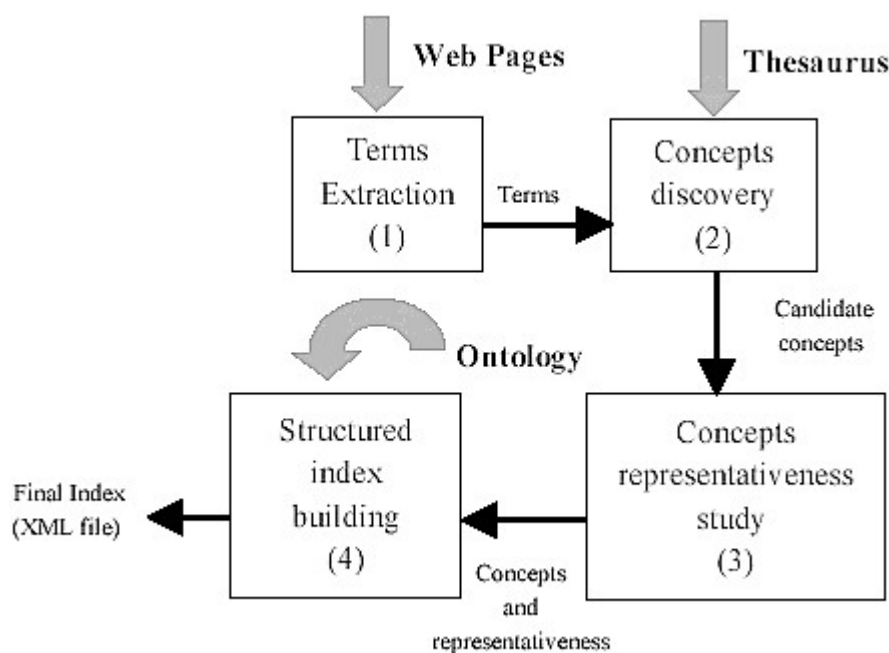 Web Pages
Thesaurus
Terms
Extraction
(1)
Terms
Concepts
discovery
(2)
Candidate
concepts
Ontology
Structured
index
building
(4)
Concepts
representativeness
study
(3)
Final Index
(XML file)
Concepts
and
representativeness